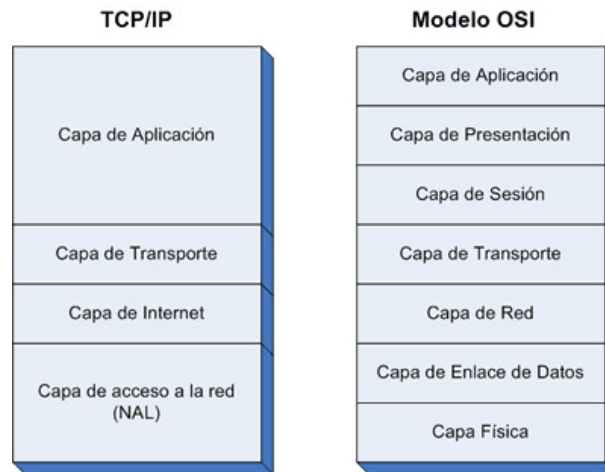 TCP/IP
Capa de Aplicación
Capa de Transporte
Capa de Internet
Capa de acceso a la red
(NAL)
Modelo OSI
Capa de Aplicación
Capa de Presentación
Capa de Sesión
Capa de Transporte
Capa de Red
Capa de Enlace de Datos
Capa Física